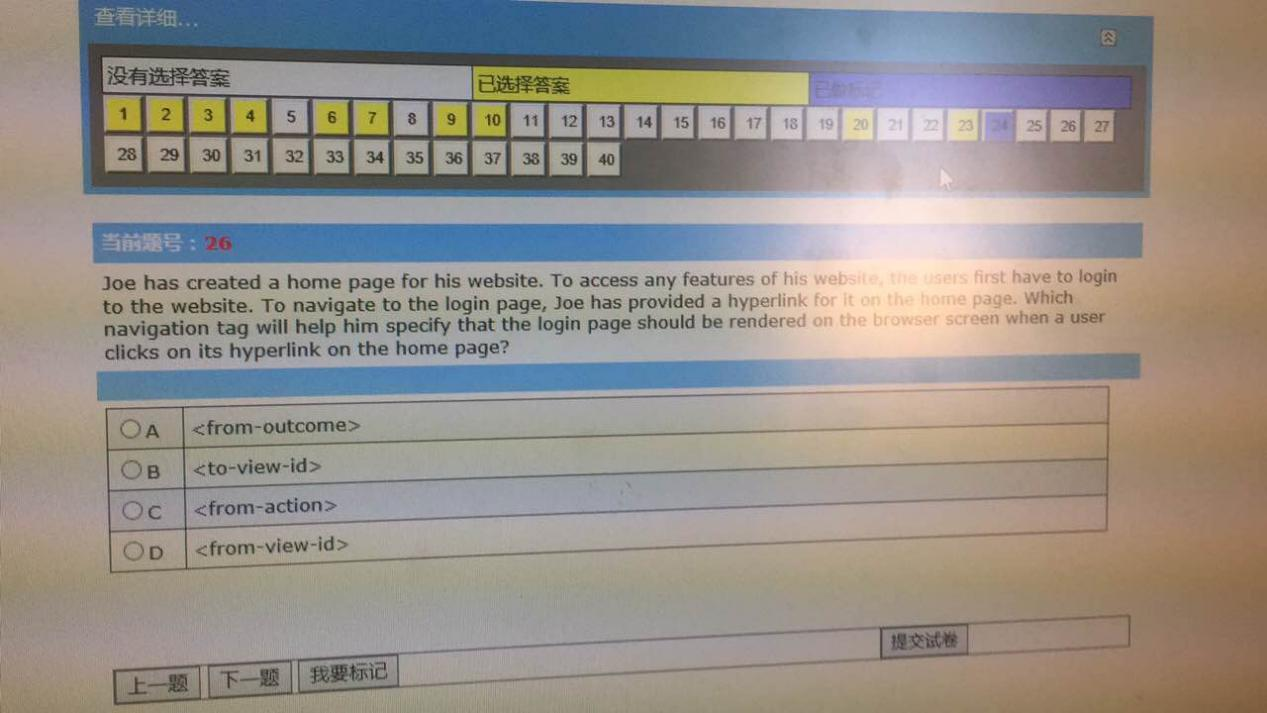 查看详细...
没有选择答案 已选择答案 已做标记
1 2 3 4 5 6 7 8 9 10 11 12 13 14 15 16 17 18 19 20 21 22 23 24 25 26 27
28 29 30 31 32 33 34 35 36 37 38 39 40
当前题号：26
Joe has created a home page for his website. To access any features of his website, the users first have to login
to the website. To navigate to the login page, Joe has provided a hyperlink for it on the home page. Which
navigation tag will help him specify that the login page should be rendered on the browser screen when a user
clicks on its hyperlink on the home page?
A <from-outcome>
B <to-view-id>
C <from-action>
D <from-view-id>
提交试卷
上一题 下一题 我要标记